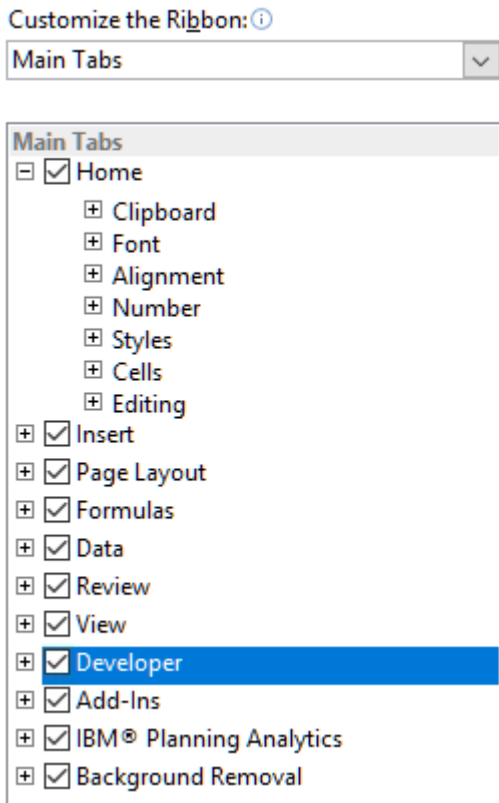 Customize the Ribbon:
Main Tabs
Main Tabs
Home
Clipboard
Font
Alignment
Number
Styles
Cells
Editing
Insert
Page Layout
Formulas
Data
Review
View
Developer
Add-Ins
IBM® Planning Analytics
Background Removal